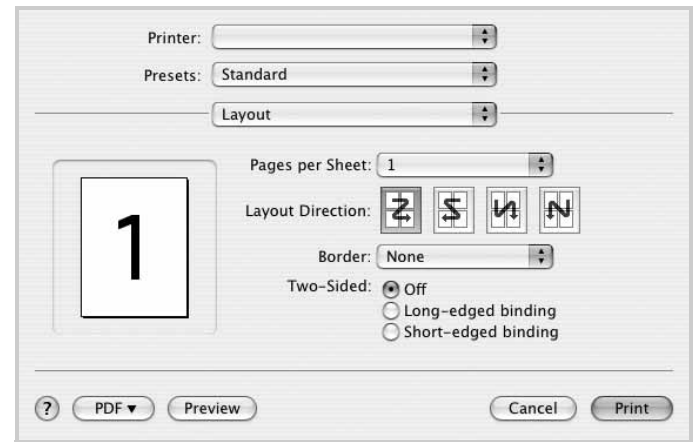 Printer:
Presets: Standard
Layout
Pages per Sheet: 1
Layout Direction:
Border: None
1
Two-Sided: Off
Long-edged binding
Short-edged binding
? PDF▼ Preview Cancel Print